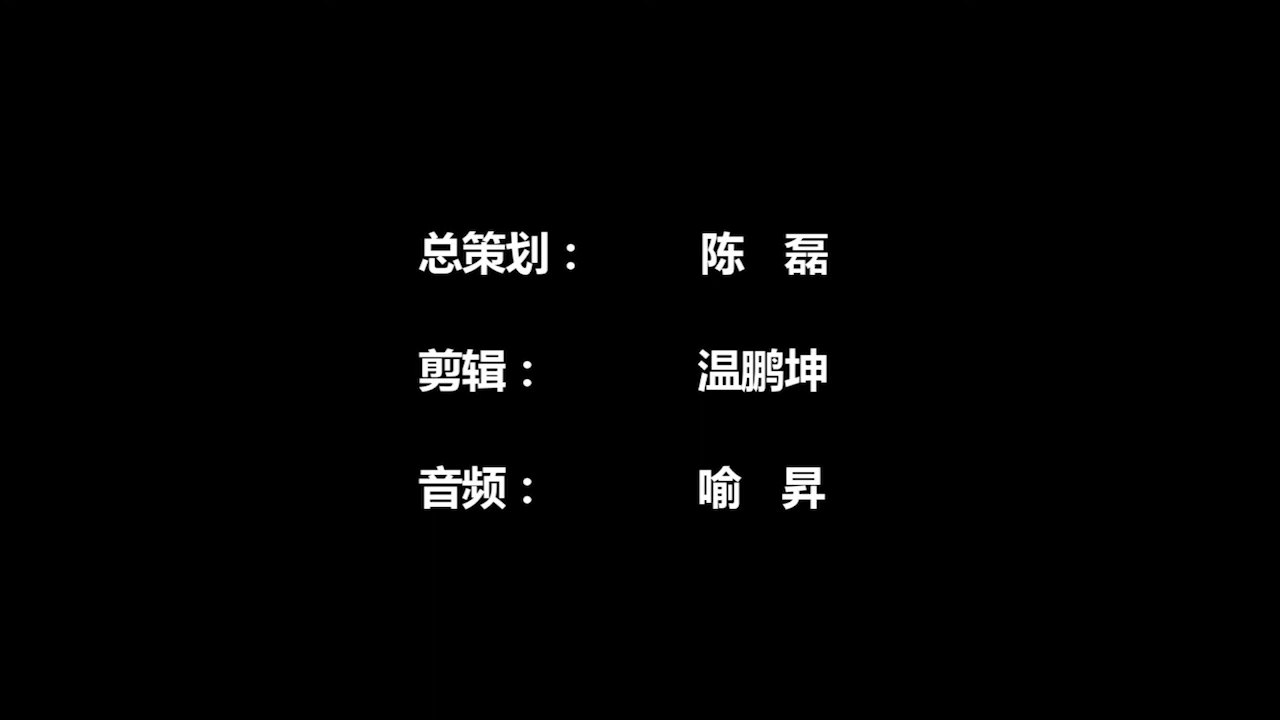 总策划： 陈 磊
剪辑： 温鹏坤
音频： 喻 昇